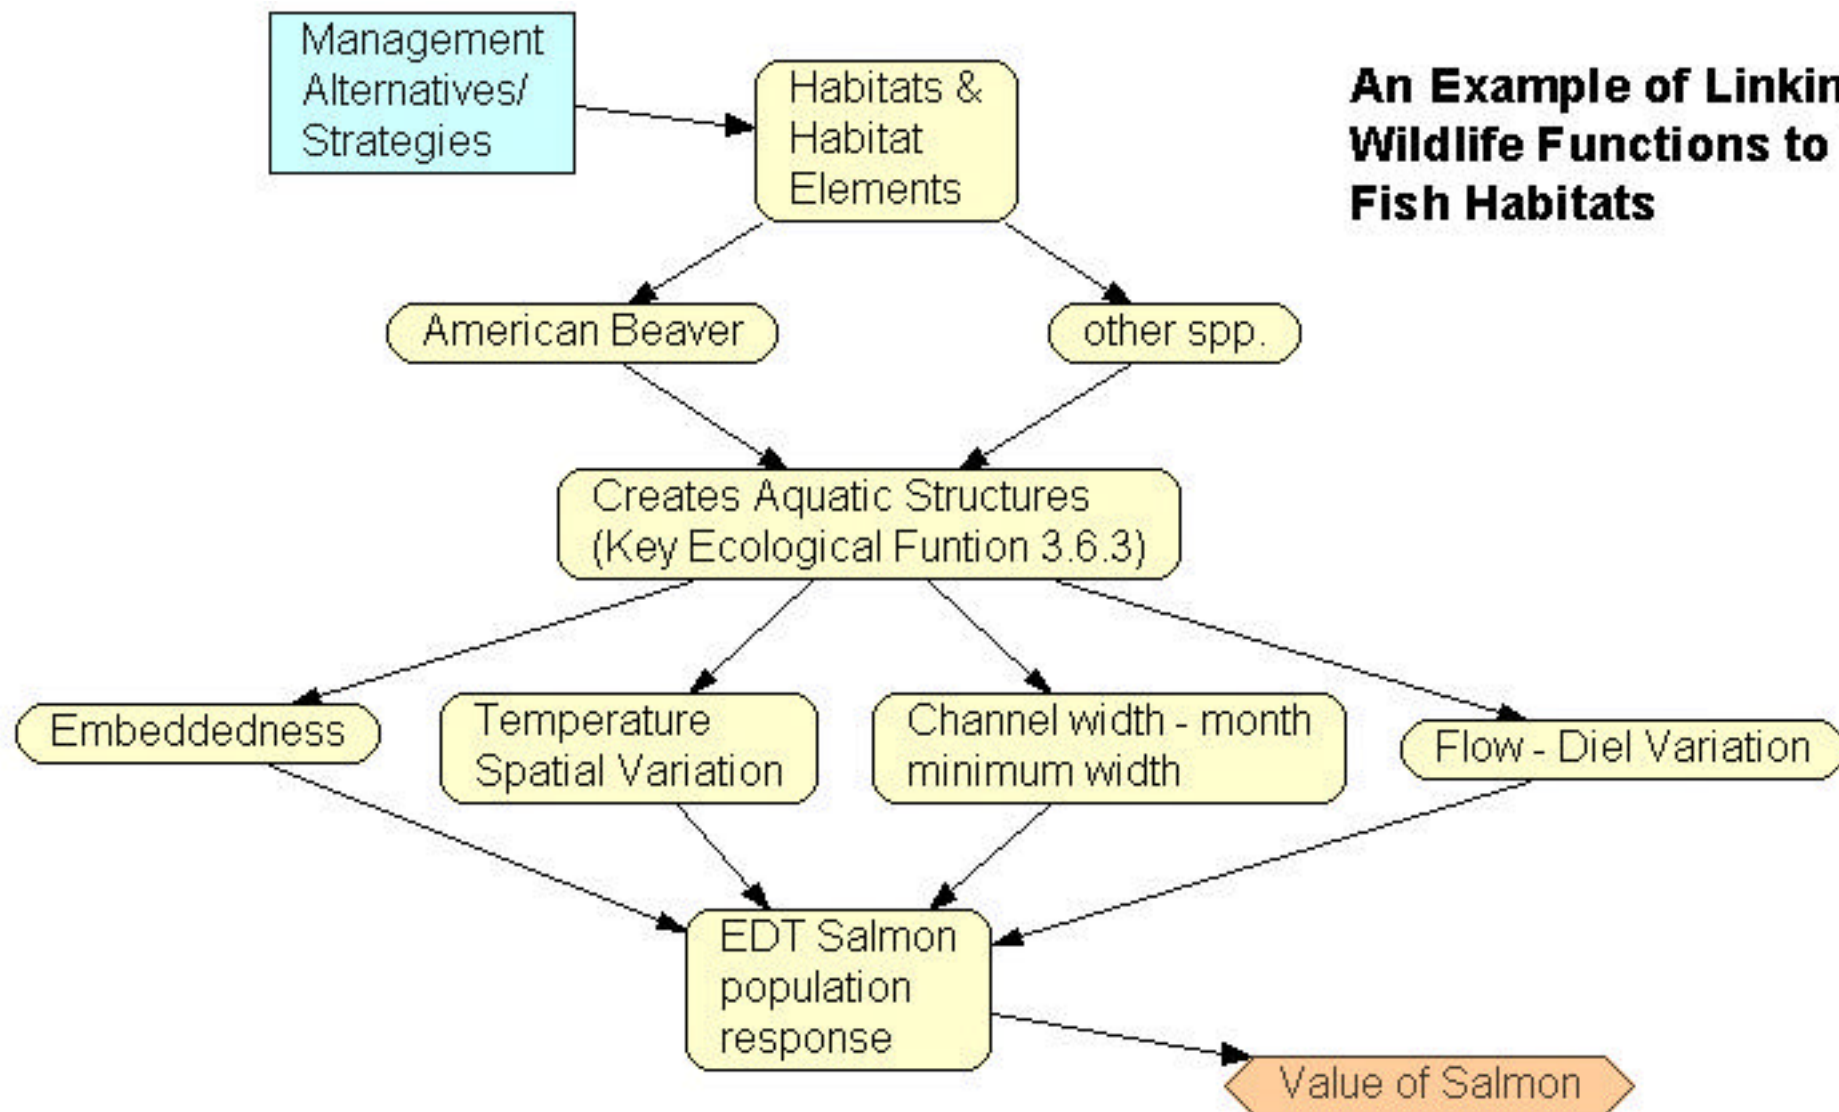 Management
Alternatives/
Strategies
Habitats &
Habitat
Elements
An Example of Linkin
Wildlife Functions to
Fish Habitats
American Beaver
other spp.
Creates Aquatic Structures
(Key Ecological Funtion 3.6.3)
Embeddedness
Temperature
Spatial Variation
Channel width - month
minimum width
Flow - Diel Variation
EDT Salmon
population
response
Value of Salmon